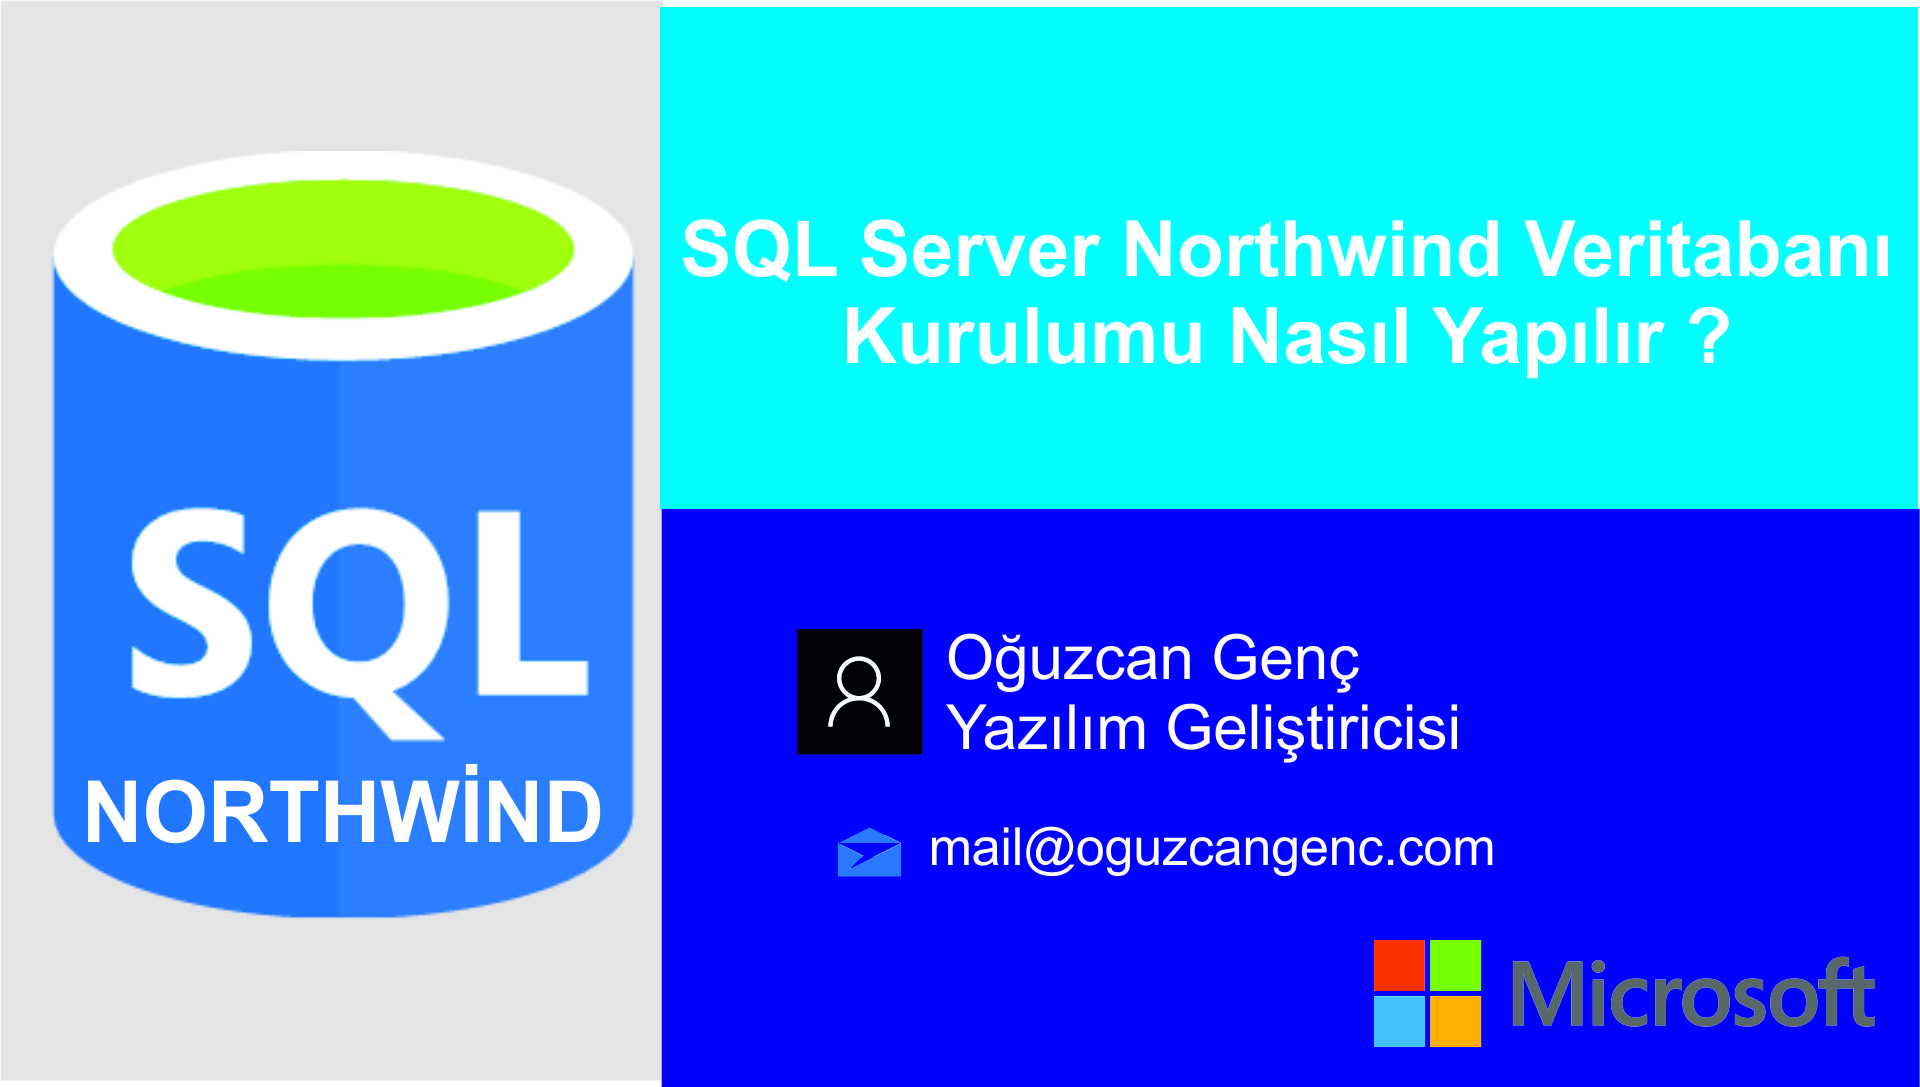 SQL
NORTHWİND
SQL Server Northwind Veritabanı
Kurulumu Nasıl Yapılır ?
Oğuzcan Genç
Yazılım Geliştiricisi
mail@oguzcangenc.com
Microsoft